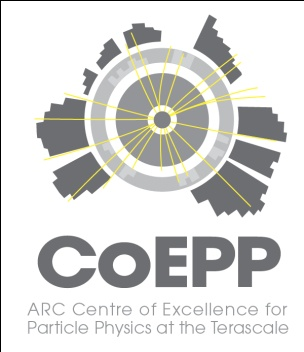 CoEPP
ARC Centre of Excellence for
Particle Physics at the Terascale